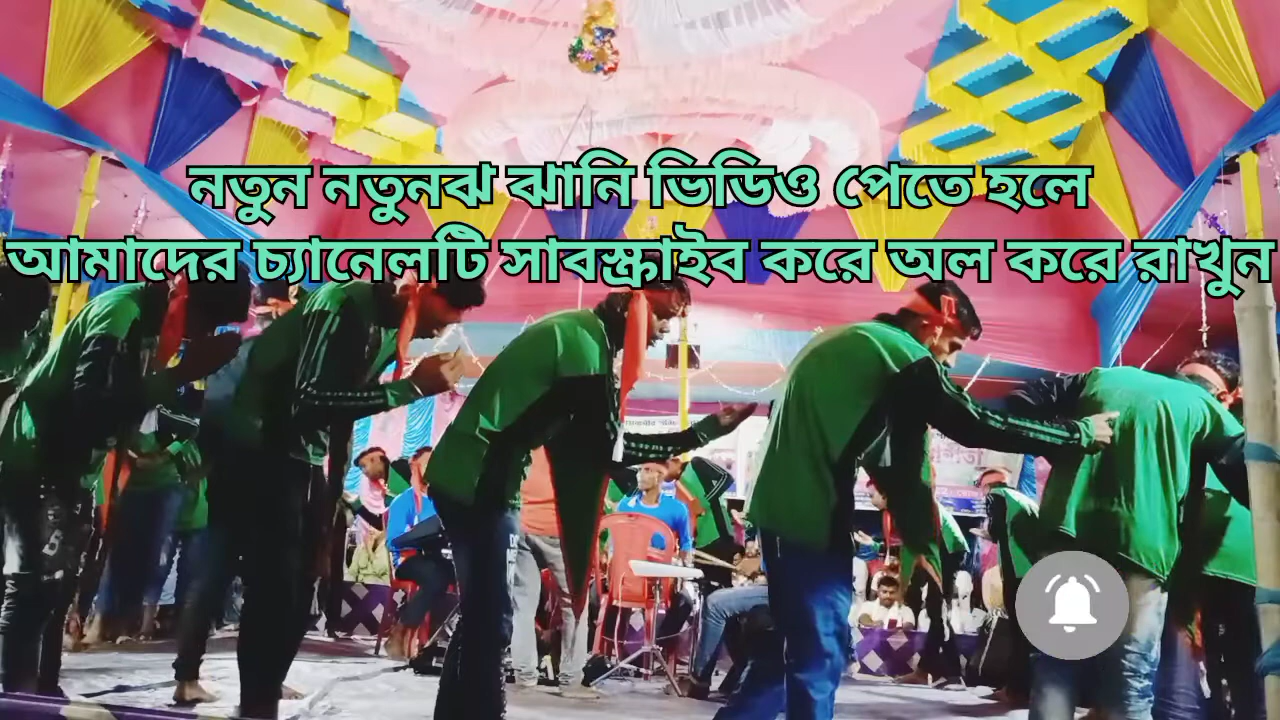 নতুন নতুনঝ ঝানি ভিডিও পেতে হলে
আমাদের চ্যানেলটি সাবস্ক্রাইব করে অল করে রাখুন